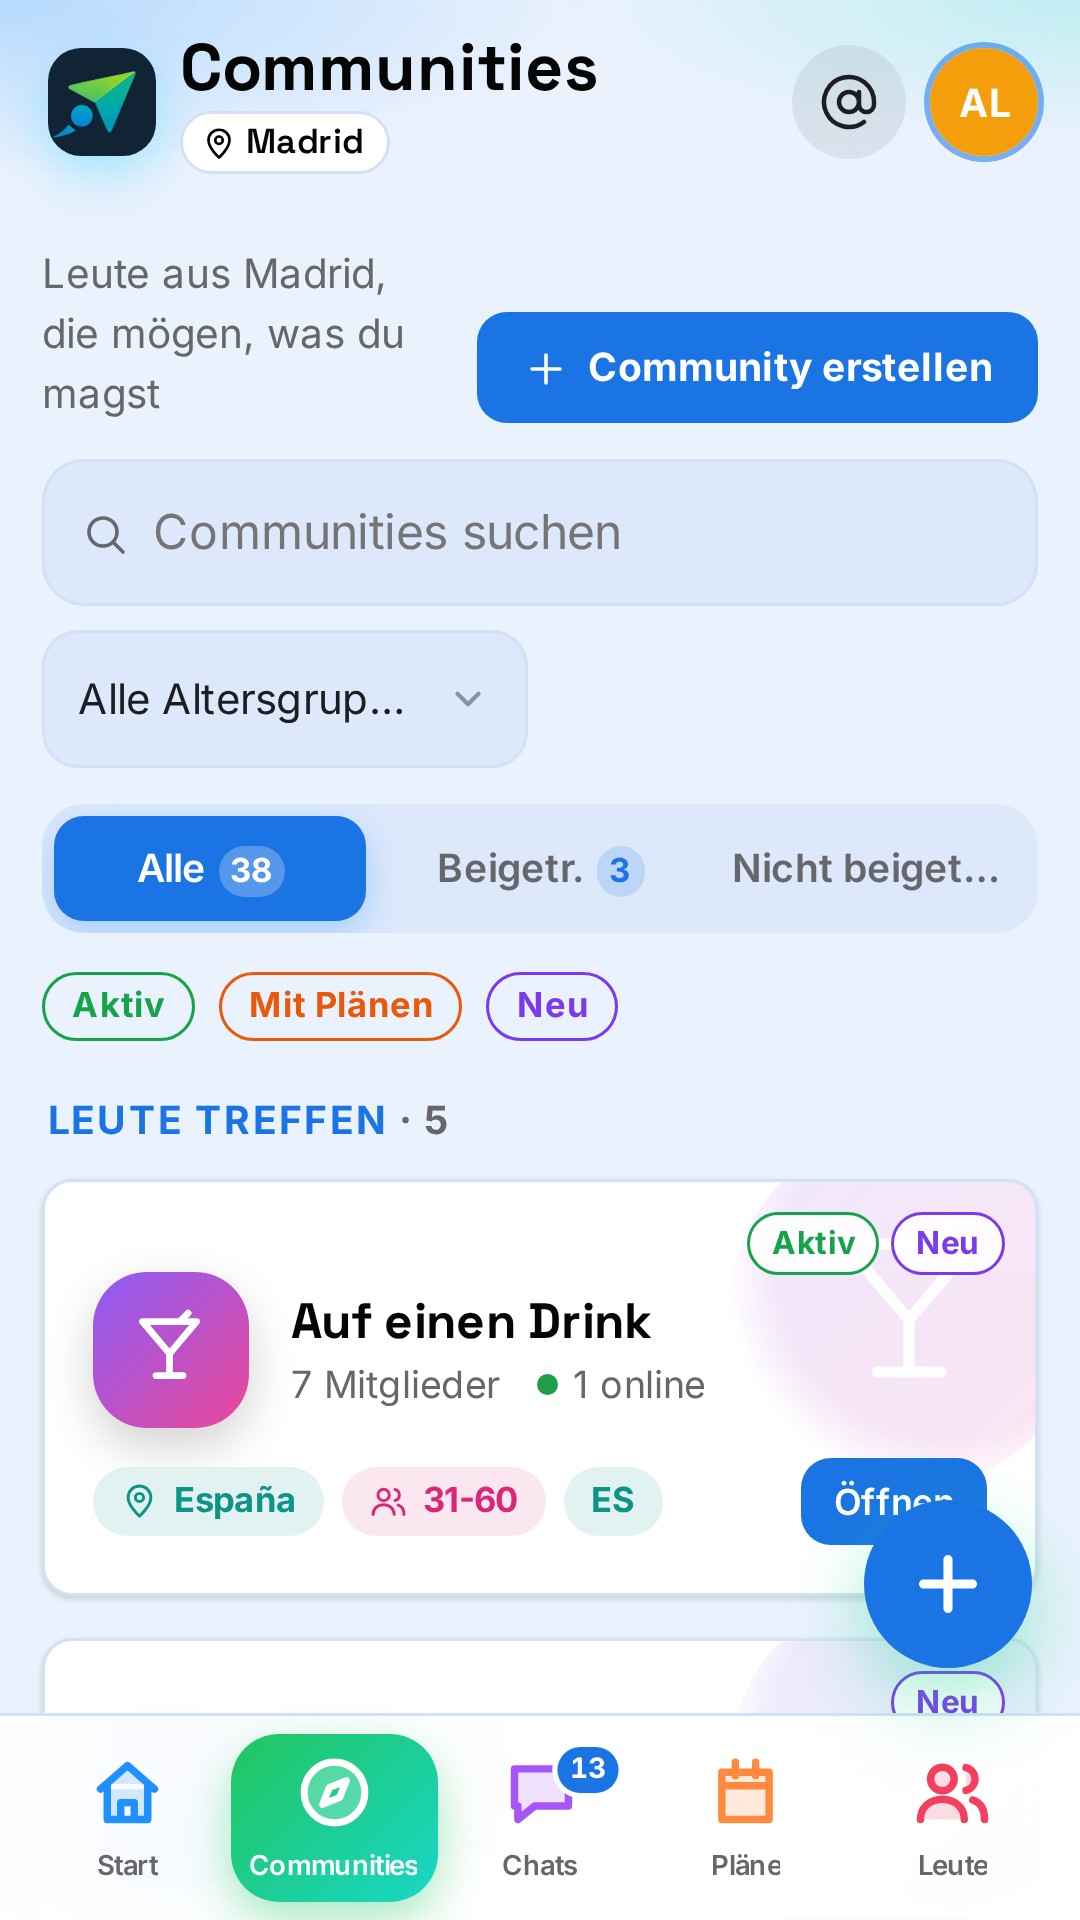 Communities
Madrid
@
AL
Leute aus Madrid,
die mögen, was du
magst
Community erstellen
Communities suchen
Alle Altersgrup...
Alle 38
Beigetr. 3
Nicht beiget...
Aktiv
Mit Plänen
Neu
LEUTE TREFFEN · 5
Aktiv
Neu
Auf einen Drink
7 Mitglieder
1 online
España
31-60
ES
Öffnen
Neu
13
Start
Communities
Chats
Pläne
Leute